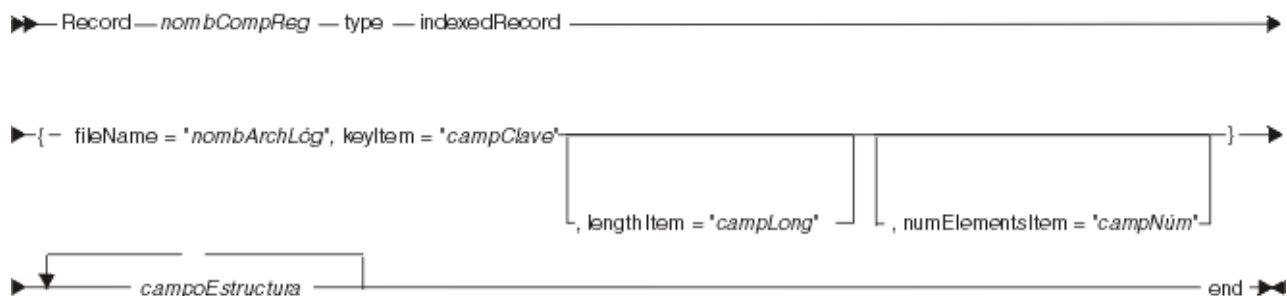 Record nombCompReg type indexedRecord
{ fileName = "nombArchLóg", keyItem = "campClave"
, lengthItem = "campLong" , numElementsItem = "campNúm" }
campoEstructura end